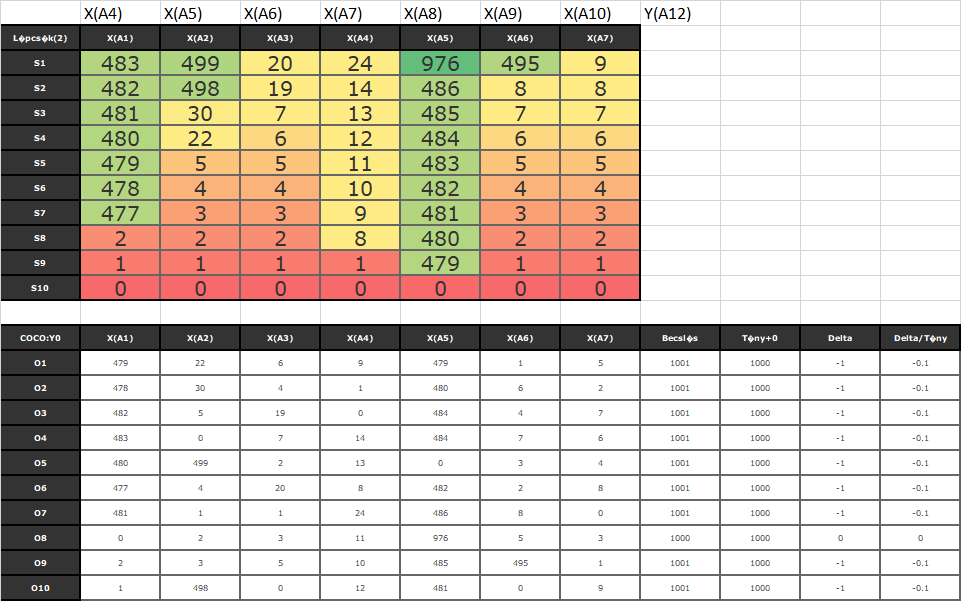 X(A4) X(A5) X(A6) X(A7) X(A8) X(A9) X(A10) Y(A12)
L�pcs�k(2) X(A1) X(A2) X(A3) X(A4) X(A5) X(A6) X(A7)
S1 483 499 20 24 976 495 9
S2 482 498 19 14 486 8 8
S3 481 30 7 13 485 7 7
S4 480 22 6 12 484 6 6
S5 479 5 5 11 483 5 5
S6 478 4 4 10 482 4 4
S7 477 3 3 9 481 3 3
S8 2 2 2 8 480 2 2
S9 1 1 1 1 479 1 1
S10 0 0 0 0 0 0 0
COCO:Y0 X(A1) X(A2) X(A3) X(A4) X(A5) X(A6) X(A7) Becsl�s T�ny+0 Delta Delta/T�ny
O1 479 22 6 9 479 1 5 1001 1000 -1 -0.1
O2 478 30 4 1 480 6 2 1001 1000 -1 -0.1
O3 482 5 19 0 484 4 7 1001 1000 -1 -0.1
O4 483 0 7 14 484 7 6 1001 1000 -1 -0.1
O5 480 499 2 13 0 3 4 1001 1000 -1 -0.1
O6 477 4 20 8 482 2 8 1001 1000 -1 -0.1
O7 481 1 1 24 486 8 0 1001 1000 -1 -0.1
O8 0 2 3 11 976 5 3 1000 1000 0 0
O9 2 3 5 10 485 495 1 1001 1000 -1 -0.1
O10 1 498 0 12 481 0 9 1001 1000 -1 -0.1